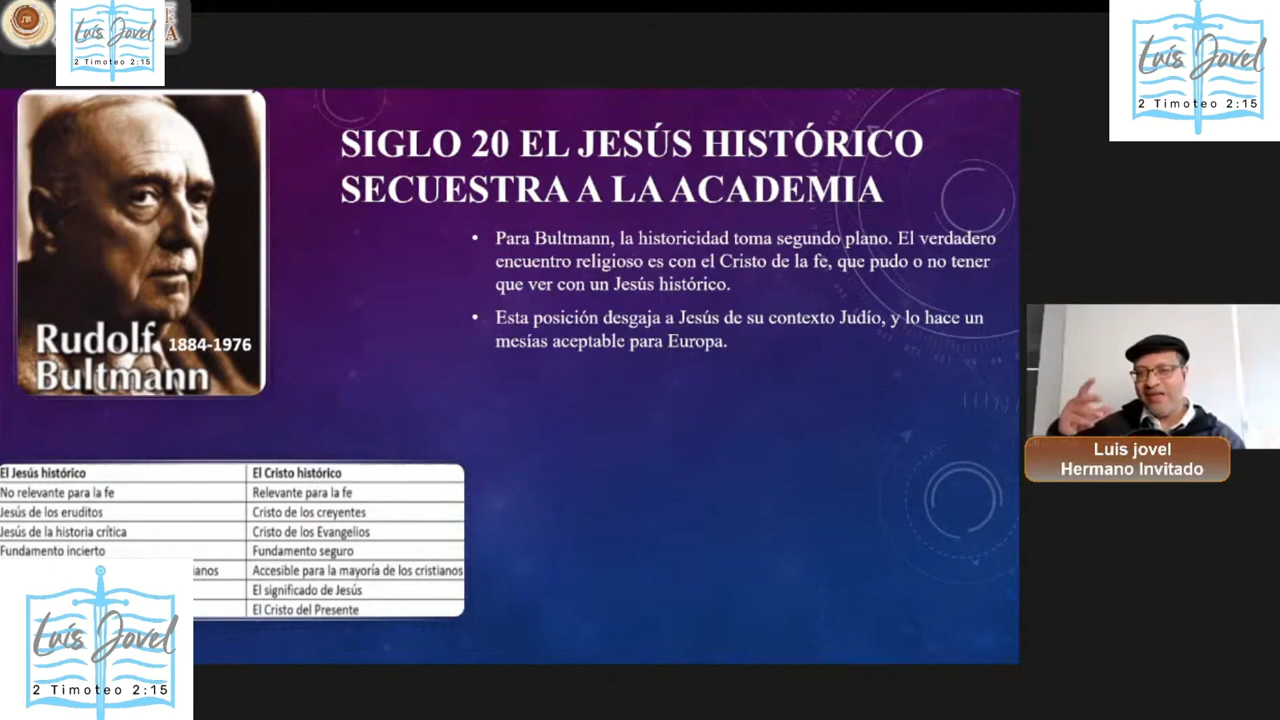 E
A
Luis Jovel
2 Timoteo 2:15
Luis Jovel
2 Timoteo 2:15
SIGLO 20 EL JESÚS HISTÓRICO
SECUESTRA A LA ACADEMIA
• Para Bultmann, la historicidad toma segundo plano. El verdadero
encuentro religioso es con el Cristo de la fe, que pudo o no tener
que ver con un Jesús histórico.
• Esta posición desgaja a Jesús de su contexto Judío, y lo hace un
mesías aceptable para Europa.
Rudolf 1884-1976
Bultmann
Luis jovel
Hermano Invitado
El Jesús histórico El Cristo histórico
No relevante para la fe Relevante para la fe
Jesús de los eruditos Cristo de los creyentes
Jesús de la historia crítica Cristo de los Evangelios
Fundamento incierto Fundamento seguro
Accesible para la mayoría de los cristianos
El significado de Jesús
El Cristo del Presente
Luis Jovel
2 Timoteo 2:15